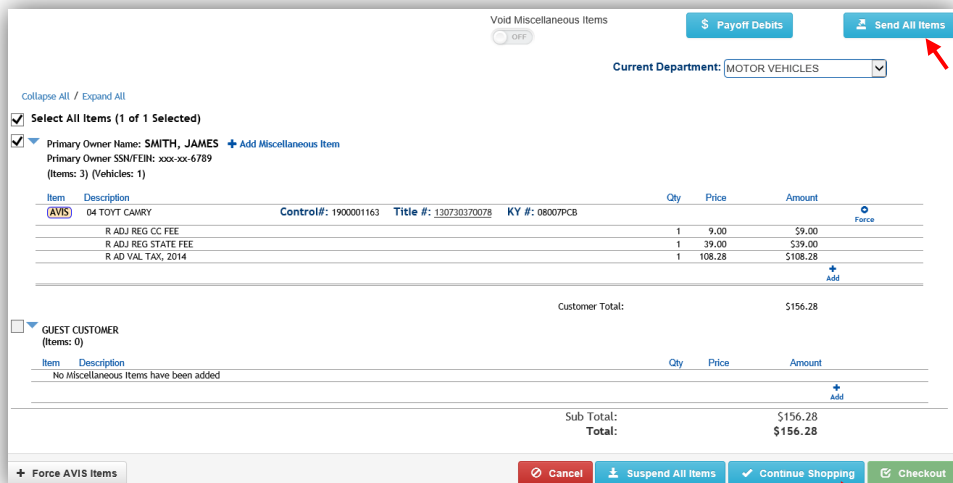 Void Miscellaneous Items
OFF
$ Payoff Debits
Send All Items
Current Department: MOTOR VEHICLES
Collapse All / Expand All
Select All Items (1 of 1 Selected)
Primary Owner Name: SMITH, JAMES + Add Miscellaneous Item
Primary Owner SSN/FEIN: xxx-xx-6789
(Items: 3) (Vehicles: 1)
Item Description Qty Price Amount
AVIS 04 TOYT CAMRY Control#: 1900001163 Title #: 130730370078 KY #: 08007PCB Force
R ADJ REG CC FEE 1 9.00 $9.00
R ADJ REG STATE FEE 1 39.00 $39.00
R AD VAL TAX, 2014 1 108.28 $108.28
+ Add
Customer Total: $156.28
GUEST CUSTOMER
(Items: 0)
Item Description Qty Price Amount
No Miscellaneous Items have been added
+ Add
Sub Total: $156.28
Total: $156.28
+ Force AVIS Items Cancel Suspend All Items Continue Shopping Checkout